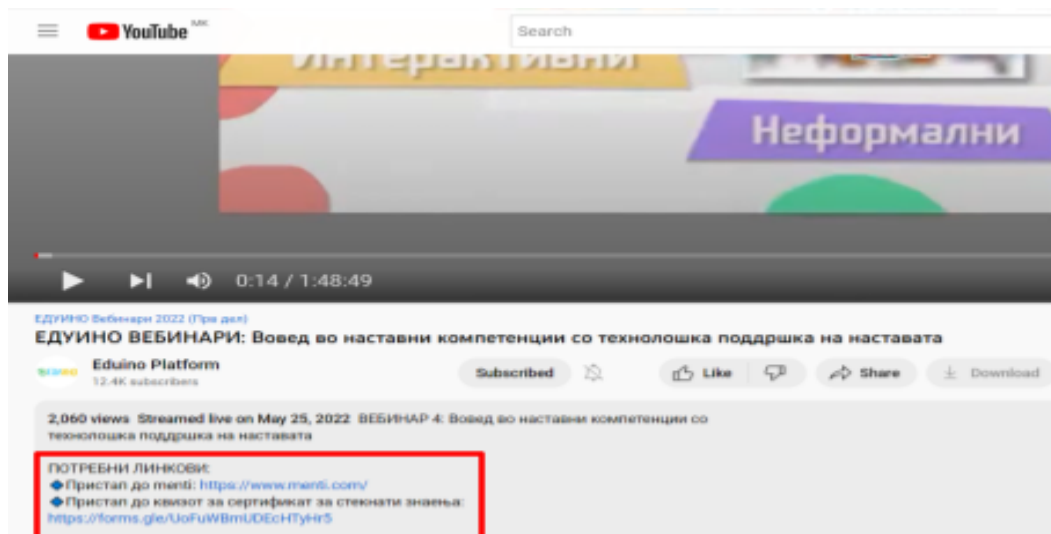 YouTube MK
Search
Интерактивни
Неформални
0:14 / 1:48:49
ЕДУИНО Вебинари 2022 (Прв дел)
ЕДУИНО ВЕБИНАРИ: Вовед во наставни компетенции со технолошка поддршка на наставата
Eduino Platform
12.4K subscribers
Subscribed
Like
Share
Download
2,060 views Streamed live on May 25, 2022 ВЕБИНАР 4: Вовед во наставни компетенции со
технолошка поддршка на наставата
ПОТРЕБНИ ЛИНКОВИ:
🔷Пристап до menti: https://www.menti.com/
🔷Пристап до квизот за сертификат за стекнати знаења:
https://forms.gle/UoFuWBmUDEcHTyHr5